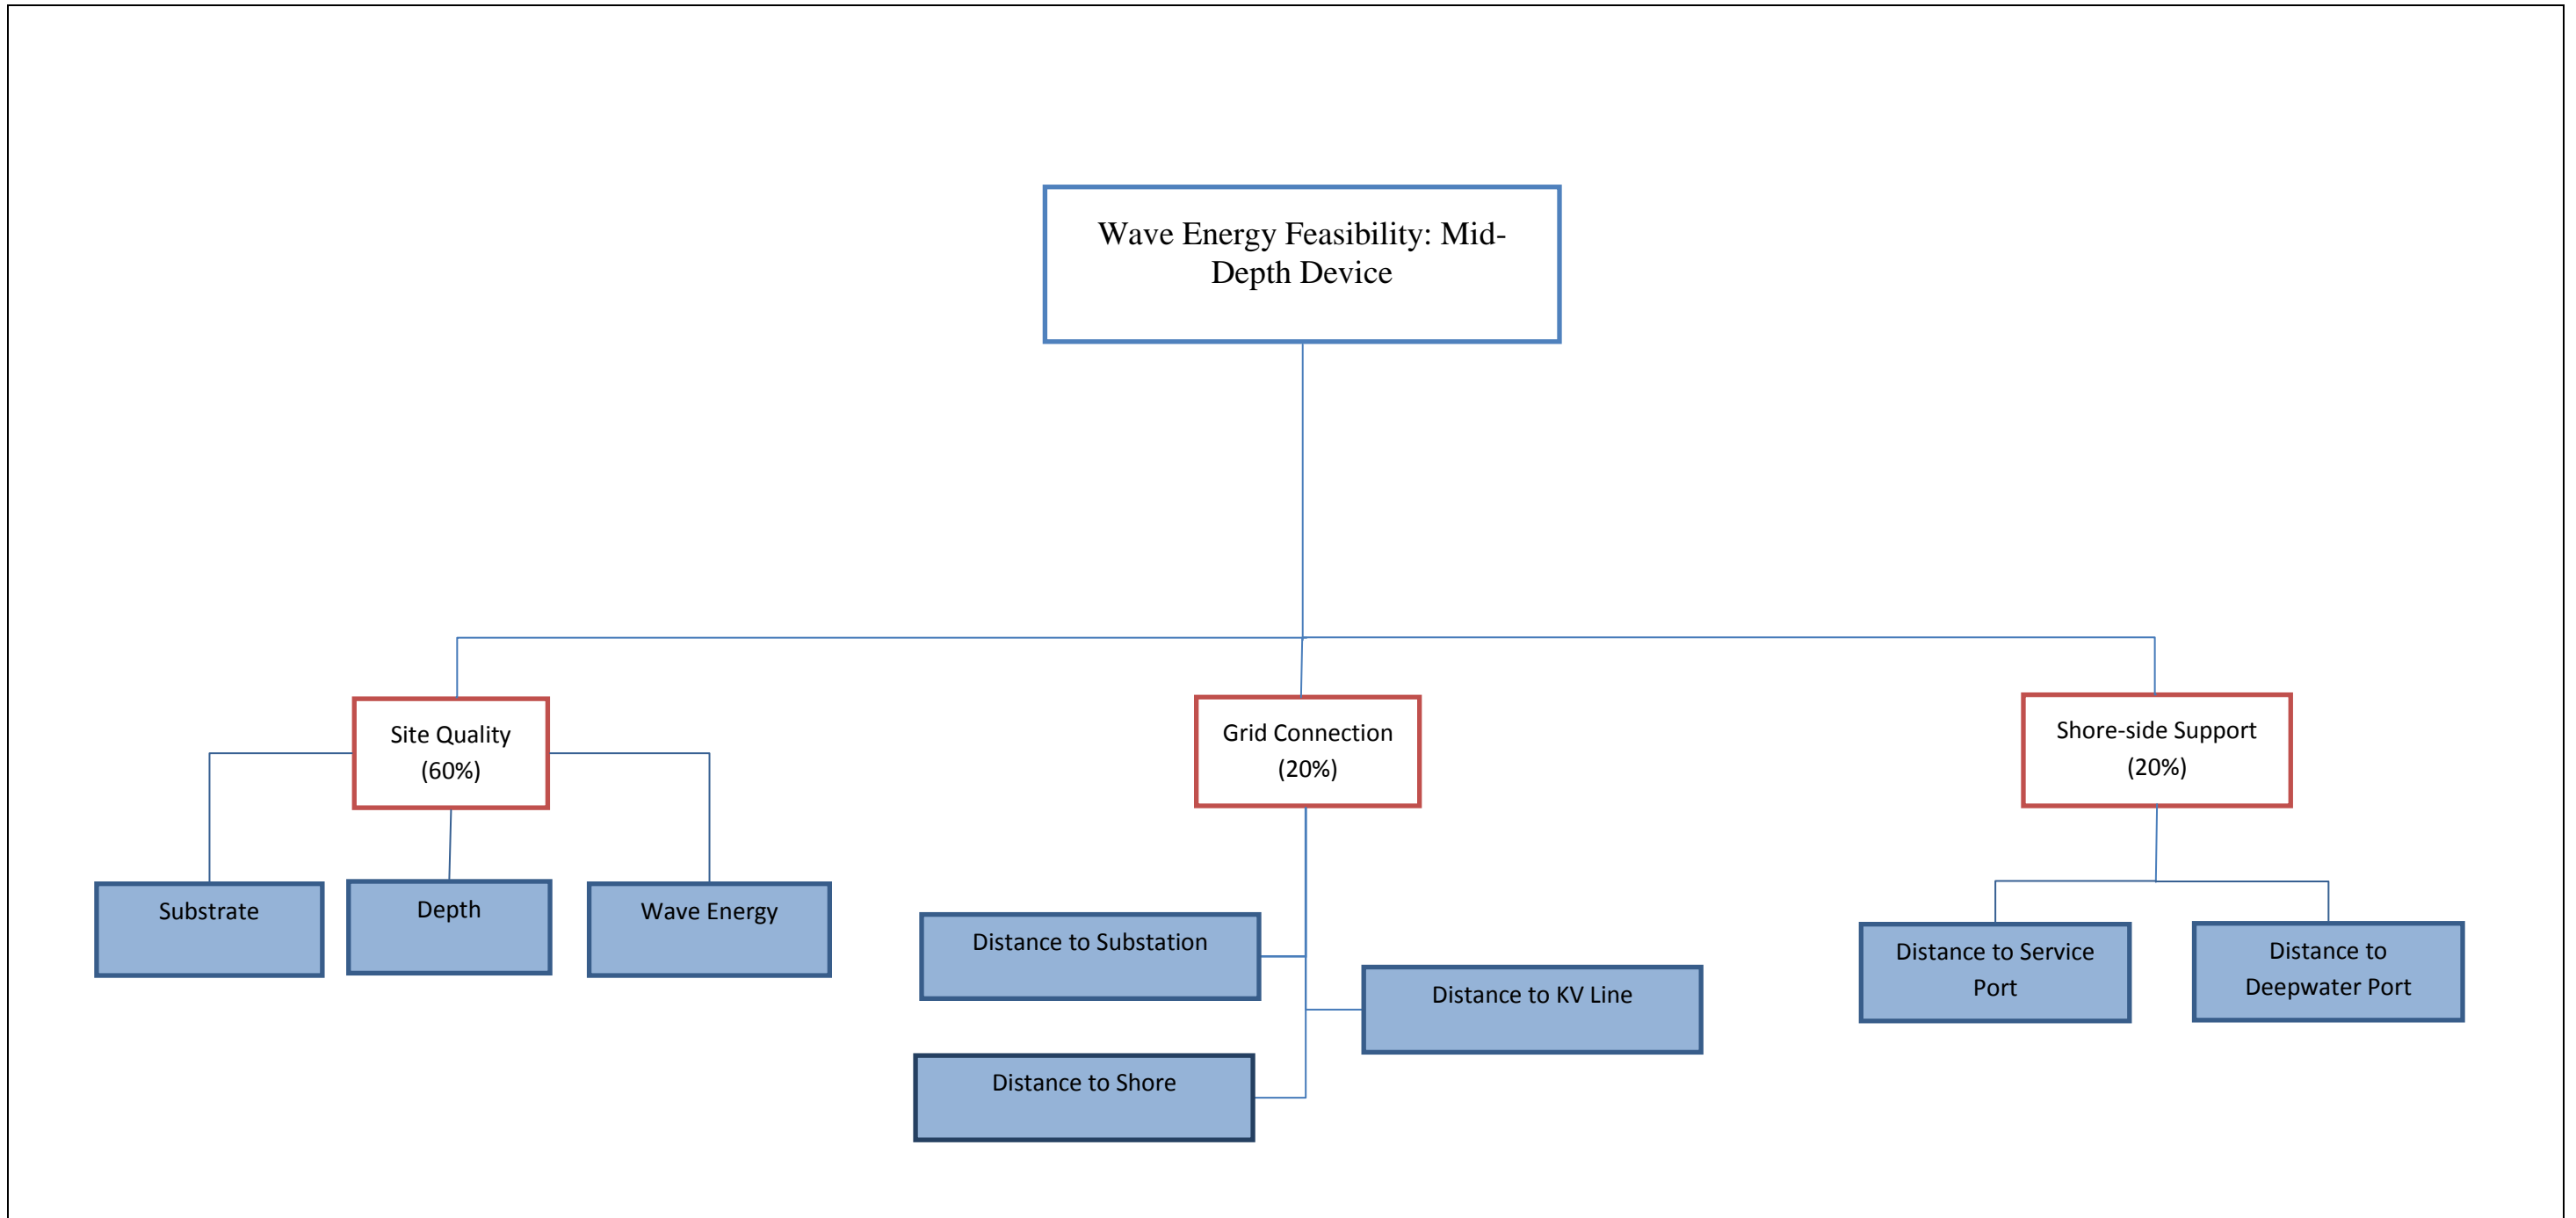 Wave Energy Feasibility: Mid-
Depth Device
Site Quality
(60%)
Grid Connection
(20%)
Shore-side Support
(20%)
Substrate
Depth
Wave Energy
Distance to Substation
Distance to KV Line
Distance to Shore
Distance to Service
Port
Distance to
Deepwater Port